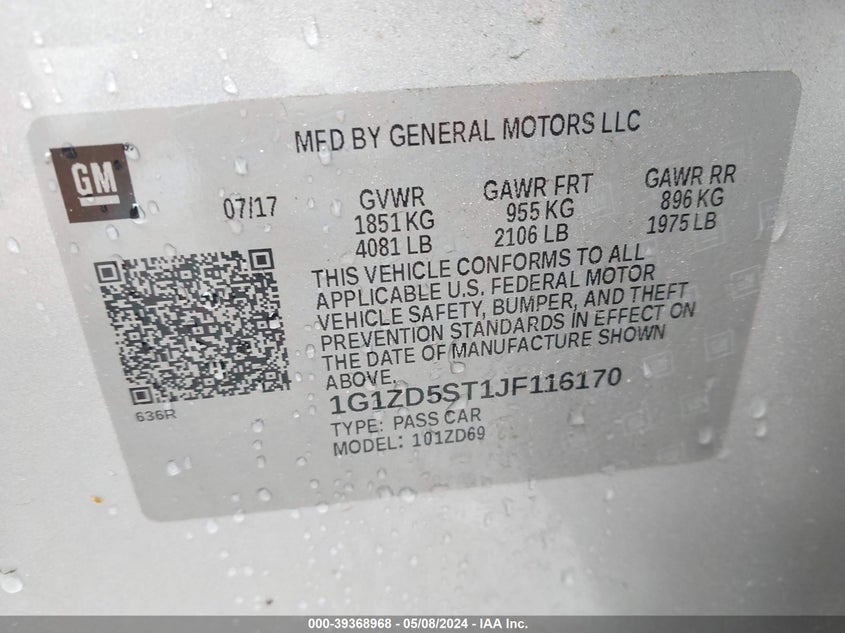 MFD BY GENERAL MOTORS LLC
GM
07/17
GVWR
1851 KG
4081 LB
GAWR FRT
955 KG
2106 LB
GAWR RR
896 KG
1975 LB
THIS VEHICLE CONFORMS TO ALL
APPLICABLE U.S. FEDERAL MOTOR
VEHICLE SAFETY, BUMPER, AND THEFT
PREVENTION STANDARDS IN EFFECT ON
THE DATE OF MANUFACTURE SHOWN
ABOVE.
1G1ZD5ST1JF116170
TYPE: PASS CAR
MODEL: 101ZD69
636R
000-39368968 - 05/08/2024 - IAA Inc.